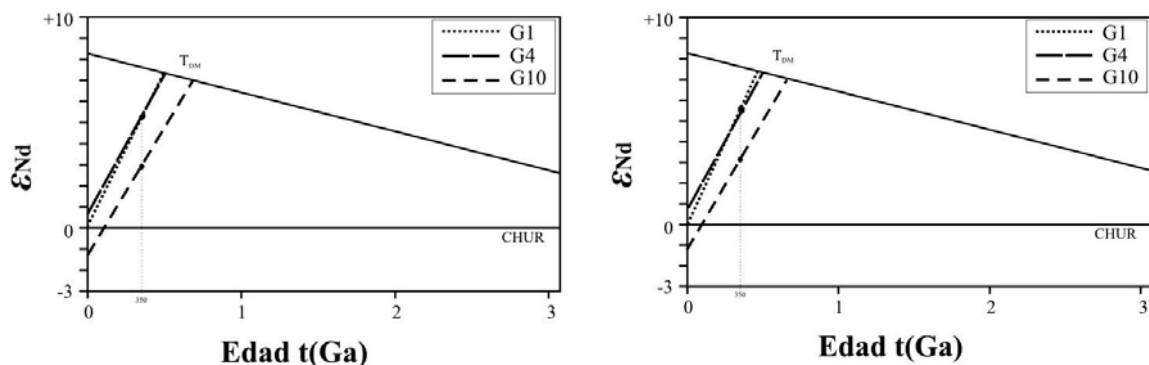 +10
G1
G4
G10
T_DM
εNd
0
CHUR
-3
350
0 1 2 3
Edad t(Ga)
+10
G1
G4
G10
T_DM
εNd
0
CHUR
-3
350
0 1 2 3
Edad t(Ga)